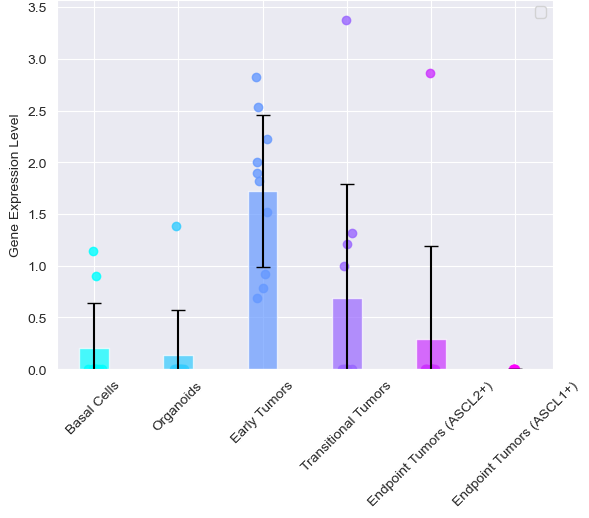 3.5
3.0
2.5
2.0
1.5
1.0
0.5
0.0
Gene Expression Level
Basal Cells
Organoids
Early Tumors
Transitional Tumors
Endpoint Tumors (ASCL2+)
Endpoint Tumors (ASCL1+)